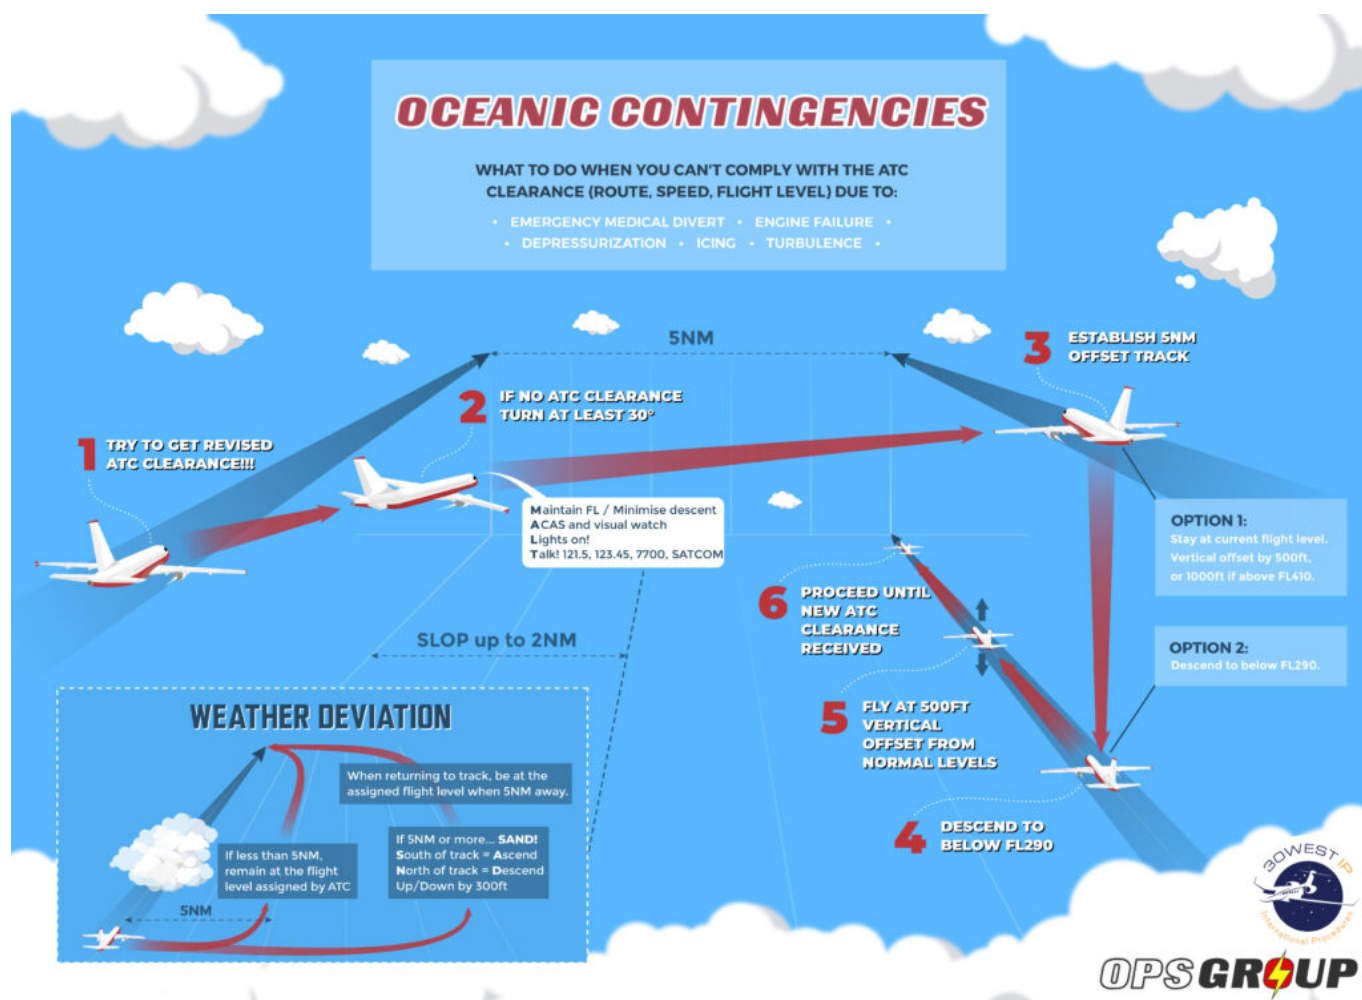 OCEANIC CONTINGENCIES
WHAT TO DO WHEN YOU CAN'T COMPLY WITH THE ATC
CLEARANCE (ROUTE, SPEED, FLIGHT LEVEL) DUE TO:
• EMERGENCY MEDICAL DIVERT • ENGINE FAILURE •
• DEPRESSURIZATION • ICING • TURBULENCE •
5NM
1 TRY TO GET REVISED
ATC CLEARANCE!!!
2 IF NO ATC CLEARANCE
TURN AT LEAST 30°
Maintain FL / Minimise descent
ACAS and visual watch
Lights on!
Talk! 121.5, 123.45, 7700, SATCOM
3 ESTABLISH 5NM
OFFSET TRACK
OPTION 1:
Stay at current flight level.
Vertical offset by 500ft,
or 1000ft if above FL410.
OPTION 2:
Descend to below FL290.
4 DESCEND TO
BELOW FL290
5 FLY AT 500FT
VERTICAL
OFFSET FROM
NORMAL LEVELS
6 PROCEED UNTIL
NEW ATC
CLEARANCE
RECEIVED
SLOP up to 2NM
WEATHER DEVIATION
When returning to track, be at the
assigned flight level when 5NM away.
If less than 5NM,
remain at the flight
level assigned by ATC
If 5NM or more... SAND!
South of track = Ascend
North of track = Descend
Up/Down by 300ft
5NM
30WEST IP
International Procedures
OPSGROUP